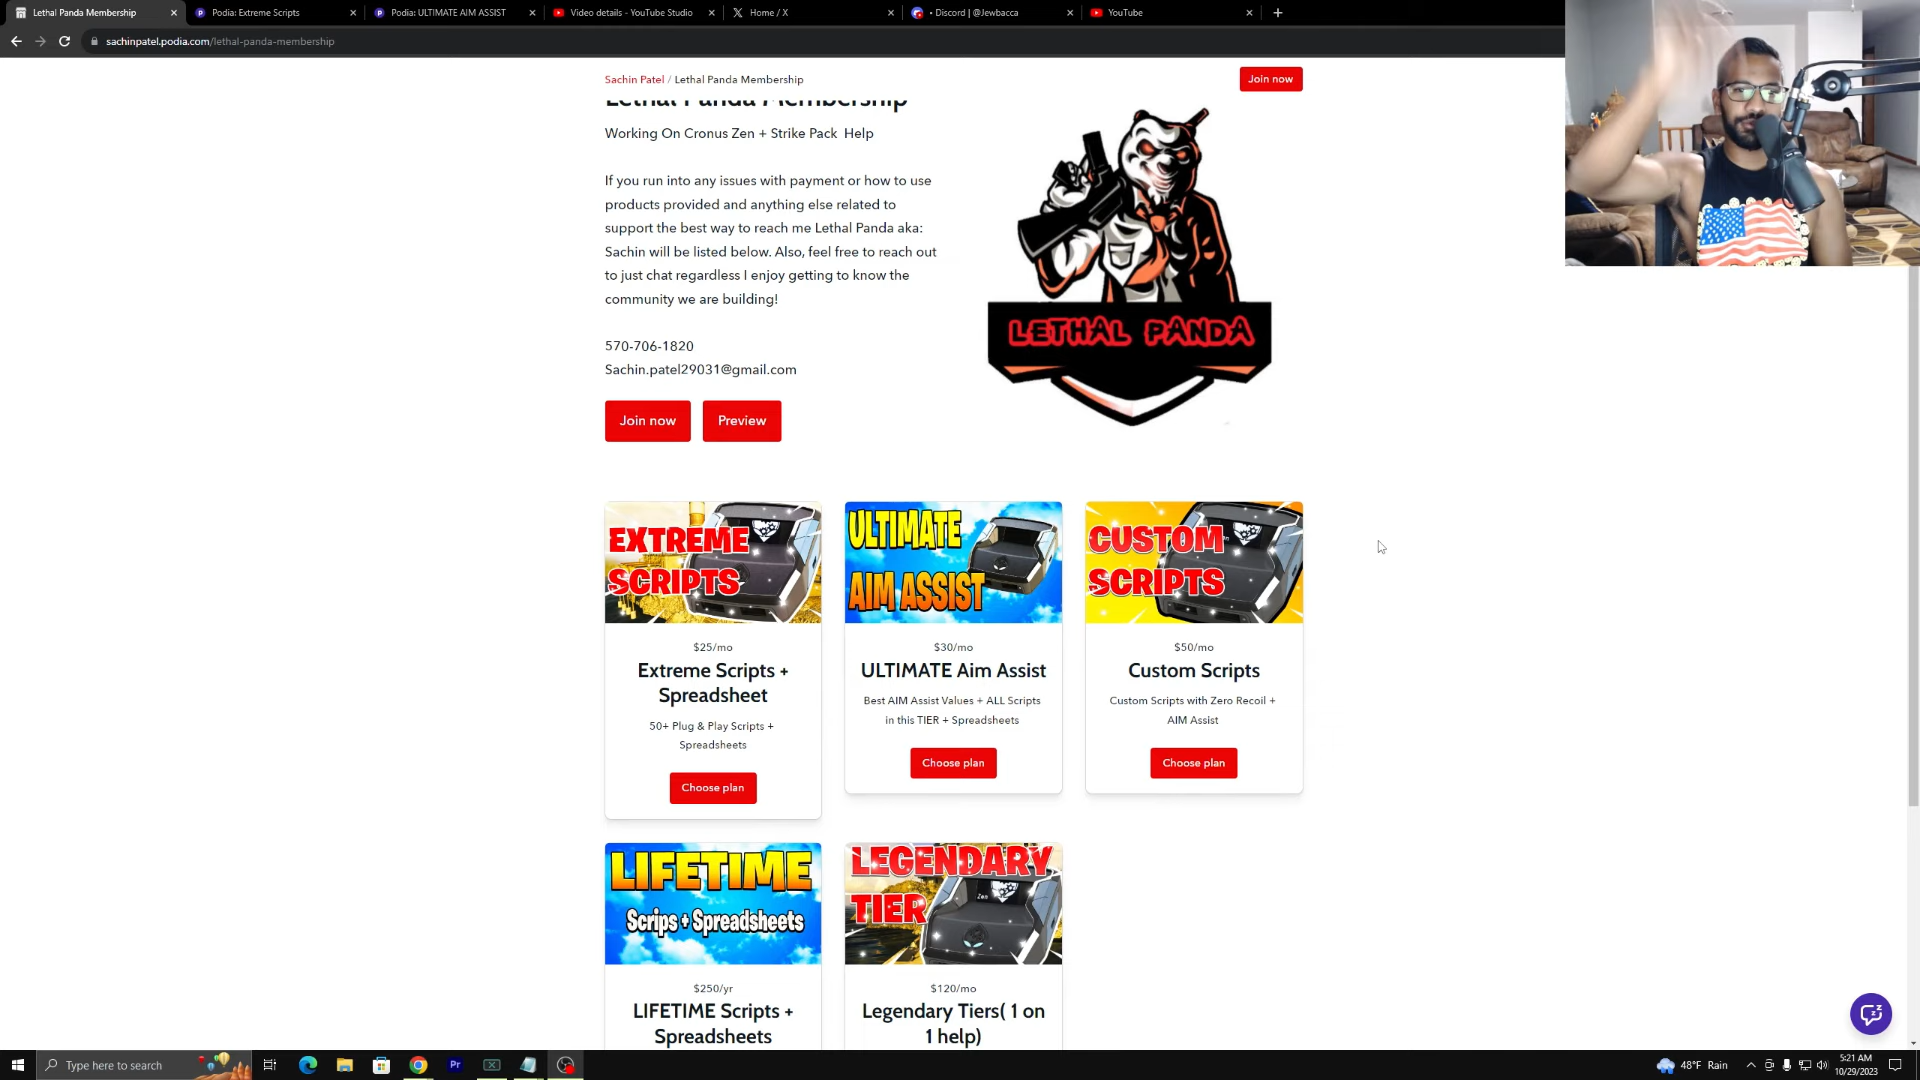 Lethal Panda Membership
Podia: Extreme Scripts
Podia: ULTIMATE AIM ASSIST
Video details - YouTube Studio
Home / X
• Discord | @Jewbacca
YouTube
sachinpatel.podia.com/lethal-panda-membership
Sachin Patel / Lethal Panda Membership
Join now
Lethal Panda Membership
Working On Cronus Zen + Strike Pack Help
If you run into any issues with payment or how to use
products provided and anything else related to
support the best way to reach me Lethal Panda aka:
Sachin will be listed below. Also, feel free to reach out
to just chat regardless I enjoy getting to know the
community we are building!
570-706-1820
Sachin.patel29031@gmail.com
Join now
Preview
LETHAL PANDA
EXTREME
SCRIPTS
$25/mo
Extreme Scripts +
Spreadsheet
50+ Plug & Play Scripts +
Spreadsheets
Choose plan
ULTIMATE
AIM ASSIST
$30/mo
ULTIMATE Aim Assist
Best AIM Assist Values + ALL Scripts
in this TIER + Spreadsheets
Choose plan
CUSTOM
SCRIPTS
$50/mo
Custom Scripts
Custom Scripts with Zero Recoil +
AIM Assist
Choose plan
LIFETIME
Scrips + Spreadsheets
$250/yr
LIFETIME Scripts +
Spreadsheets
LEGENDARY
TIER
Zen
$120/mo
Legendary Tiers( 1 on
1 help)
Type here to search
Pr
48°F Rain
5:21 AM
10/29/2023